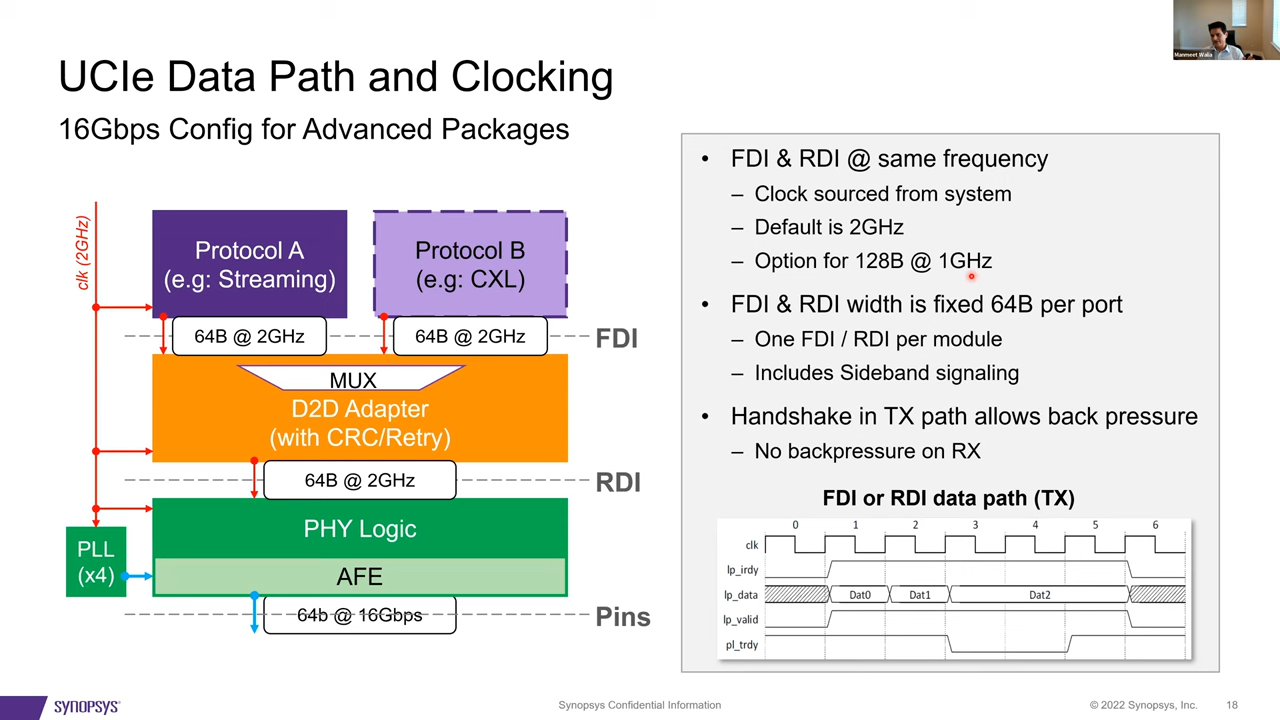 Manmeet Walia
UCIe Data Path and Clocking
16Gbps Config for Advanced Packages
clk (2GHz)
Protocol A
(e.g: Streaming)
Protocol B
(e.g: CXL)
64B @ 2GHz
64B @ 2GHz
FDI
MUX
D2D Adapter
(with CRC/Retry)
64B @ 2GHz
RDI
PHY Logic
PLL
(x4)
AFE
64b @ 16Gbps
Pins
• FDI & RDI @ same frequency
– Clock sourced from system
– Default is 2GHz
– Option for 128B @ 1GHz
• FDI & RDI width is fixed 64B per port
– One FDI / RDI per module
– Includes Sideband signaling
• Handshake in TX path allows back pressure
– No backpressure on RX
FDI or RDI data path (TX)
0 1 2 3 4 5 6
clk
lp_irdy
lp_data Dat0 Dat1 Dat2
lp_valid
pl_trdy
SYNOPSYS®
Synopsys Confidential Information
© 2022 Synopsys, Inc. 18